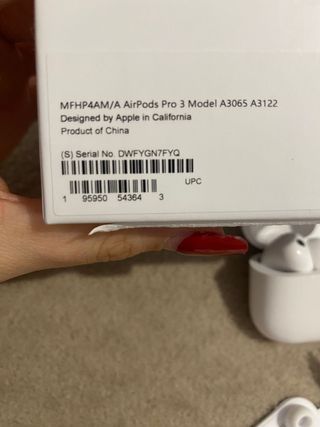 MFHP4AM/A AirPods Pro 3 Model A3065 A3122
Designed by Apple in California
Product of China
(S) Serial No. DWFYGN7FYQ
UPC
1 95950 54364 3